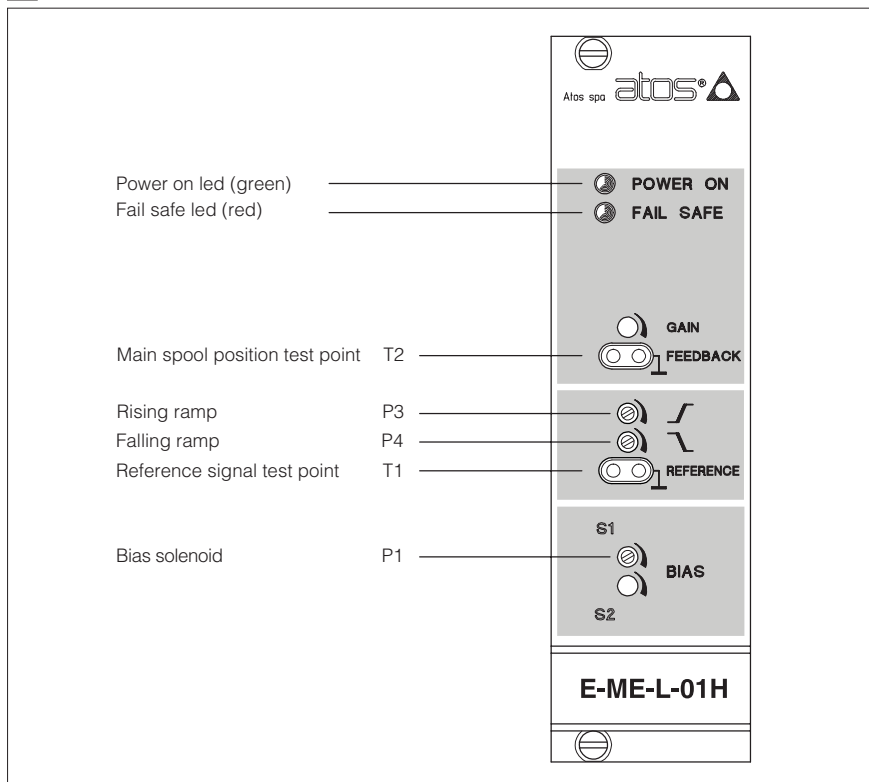 Atos spa atos®
Power on led (green) POWER ON
Fail safe led (red) FAIL SAFE
GAIN
Main spool position test point T2 FEEDBACK
Rising ramp P3
Falling ramp P4
Reference signal test point T1 REFERENCE
S1
Bias solenoid P1
BIAS
S2
E-ME-L-01H